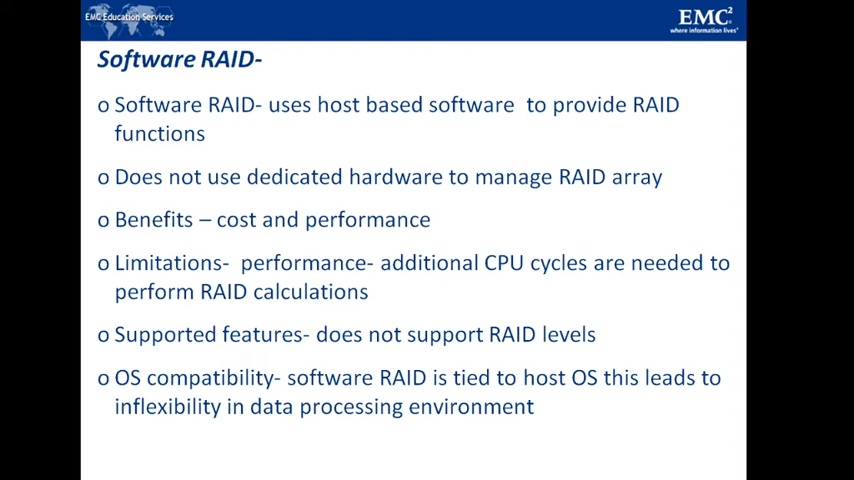 EMC Education Services
EMC²
where information lives®
Software RAID-
o Software RAID- uses host based software to provide RAID
functions
o Does not use dedicated hardware to manage RAID array
o Benefits – cost and performance
o Limitations- performance- additional CPU cycles are needed to
perform RAID calculations
o Supported features- does not support RAID levels
o OS compatibility- software RAID is tied to host OS this leads to
inflexibility in data processing environment